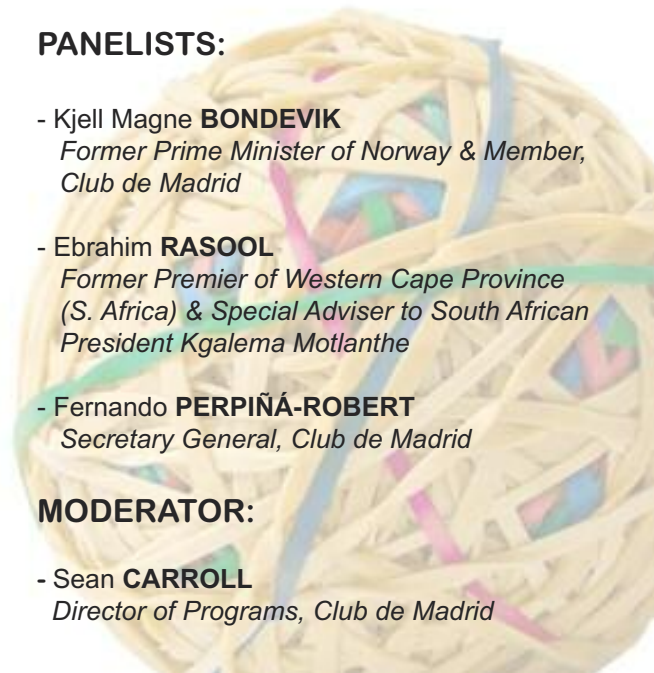 PANELISTS:
- Kjell Magne BONDEVIK
Former Prime Minister of Norway & Member,
Club de Madrid
- Ebrahim RASOOL
Former Premier of Western Cape Province
(S. Africa) & Special Adviser to South African
President Kgalema Motlanthe
- Fernando PERPIÑÁ-ROBERT
Secretary General, Club de Madrid
MODERATOR:
- Sean CARROLL
Director of Programs, Club de Madrid